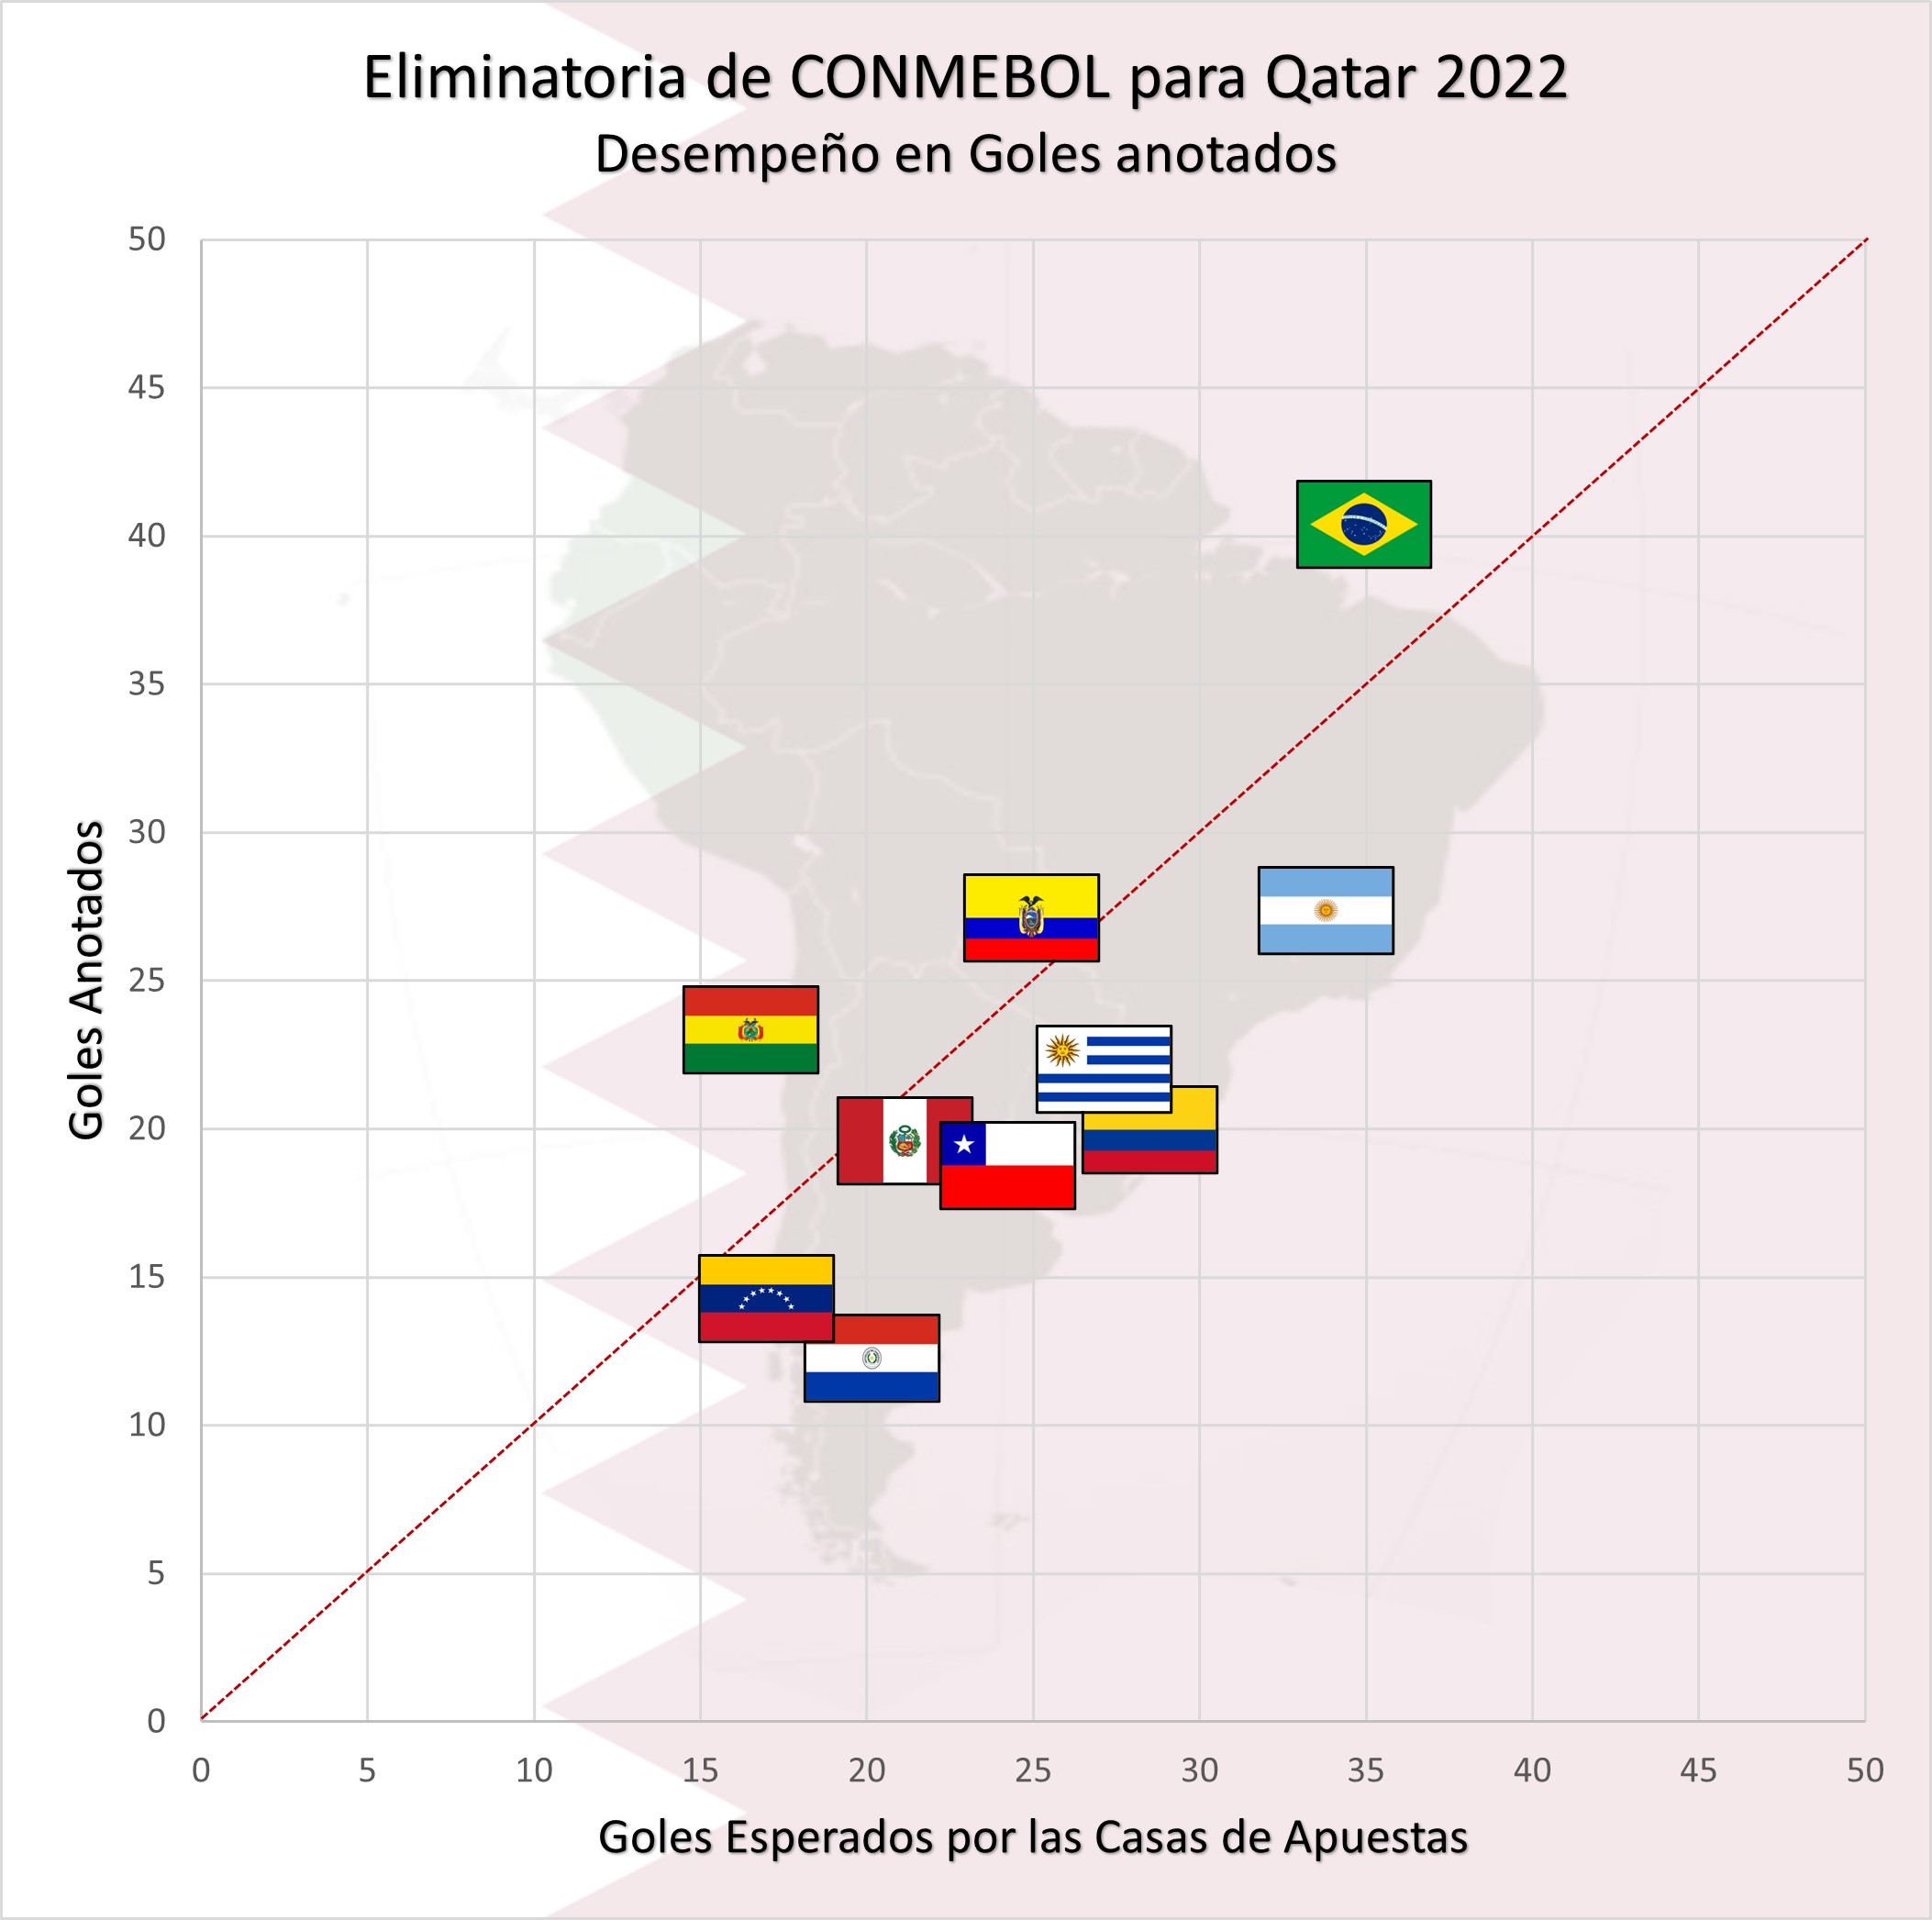 Eliminatoria de CONMEBOL para Qatar 2022
Desempeño en Goles anotados
50
45
40
35
30
25
20
15
10
5
0
Goles Anotados
0 5 10 15 20 25 30 35 40 45 50
Goles Esperados por las Casas de Apuestas